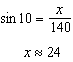 sin 10 = x/140
x ≈ 24